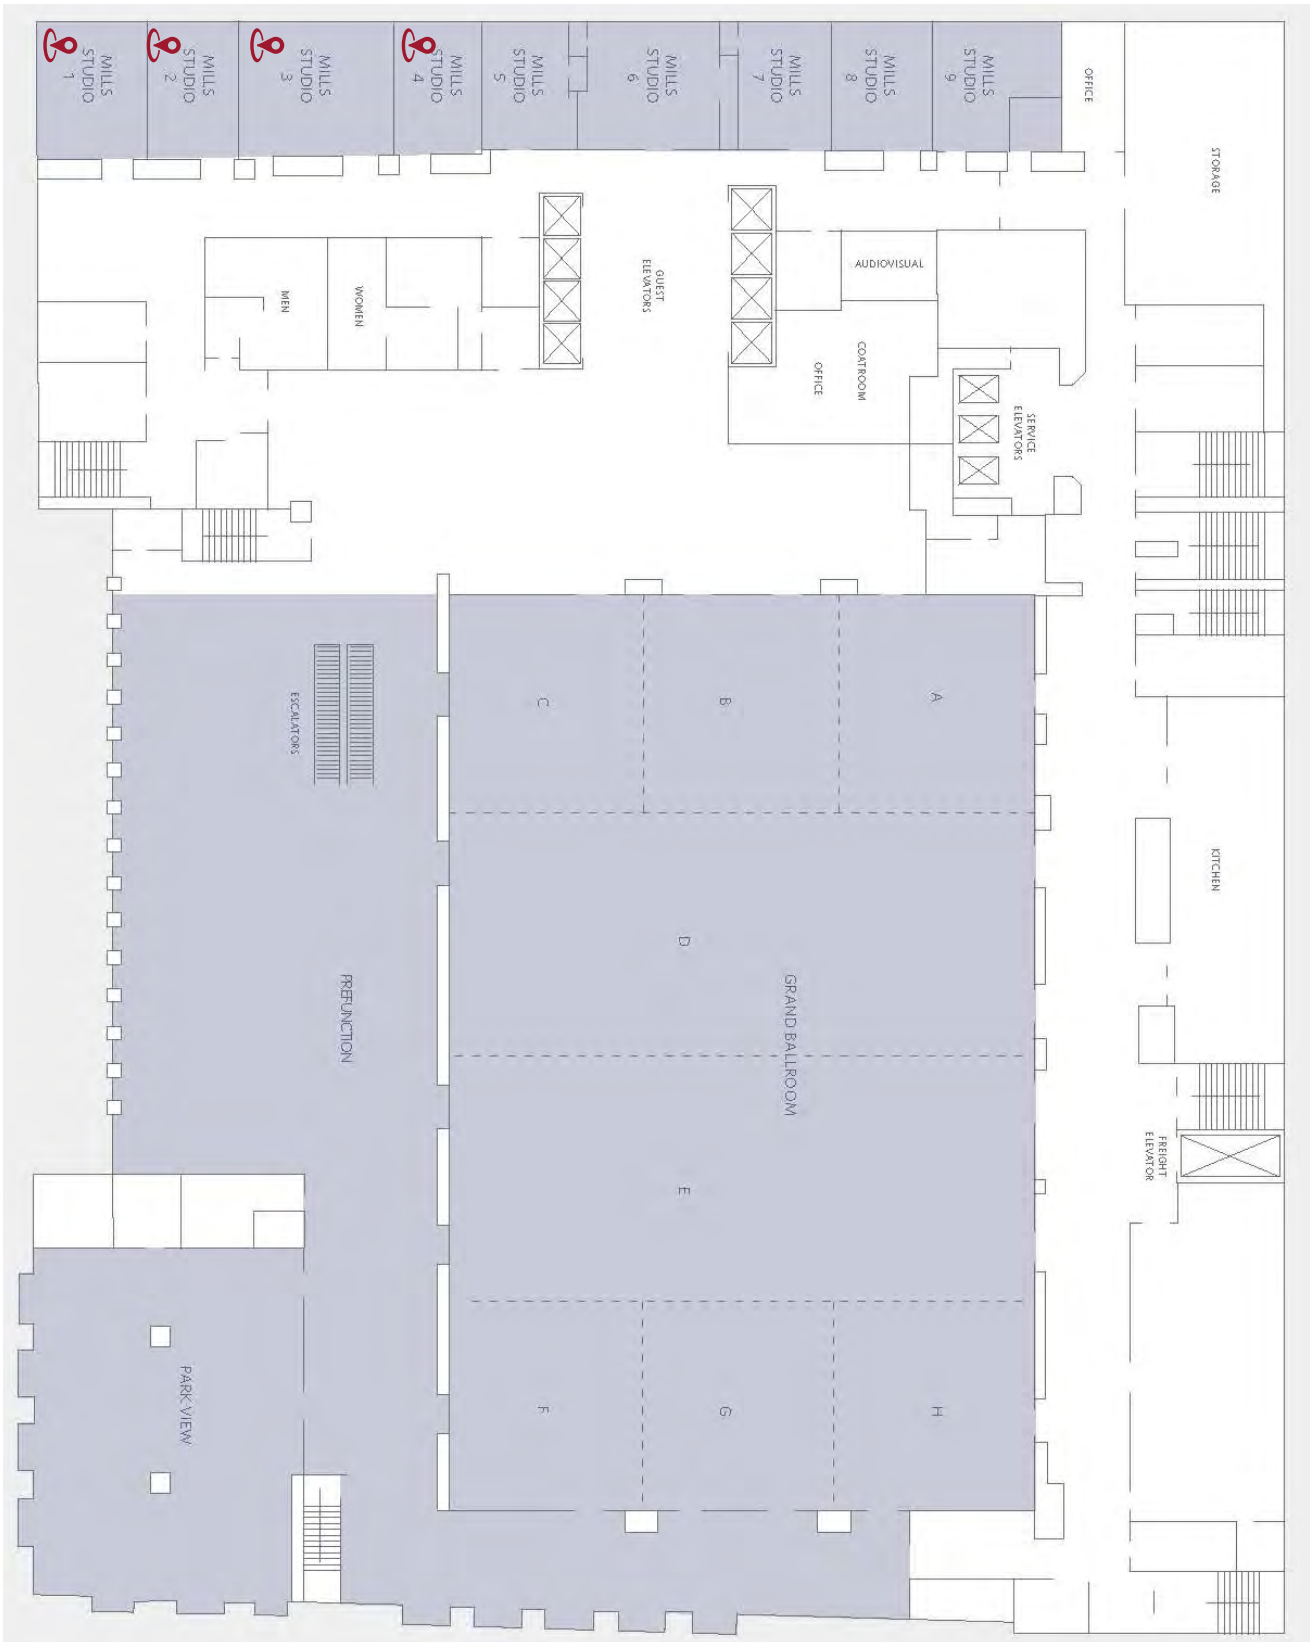 MILLS
STUDIO
1
MILLS
STUDIO
2
MILLS
STUDIO
3
MILLS
STUDIO
4
MILLS
STUDIO
5
MILLS
STUDIO
6
MILLS
STUDIO
7
MILLS
STUDIO
8
MILLS
STUDIO
9
OFFICE
STORAGE
MEN
WOMEN
GUEST
ELEVATORS
AUDIOVISUAL
COATROOM
OFFICE
SERVICE
ELEVATORS
ESCALATORS
C
B
A
KITCHEN
D
PREFUNCTION
GRAND BALLROOM
FREIGHT
ELEVATOR
E
PARK VIEW
F
G
H